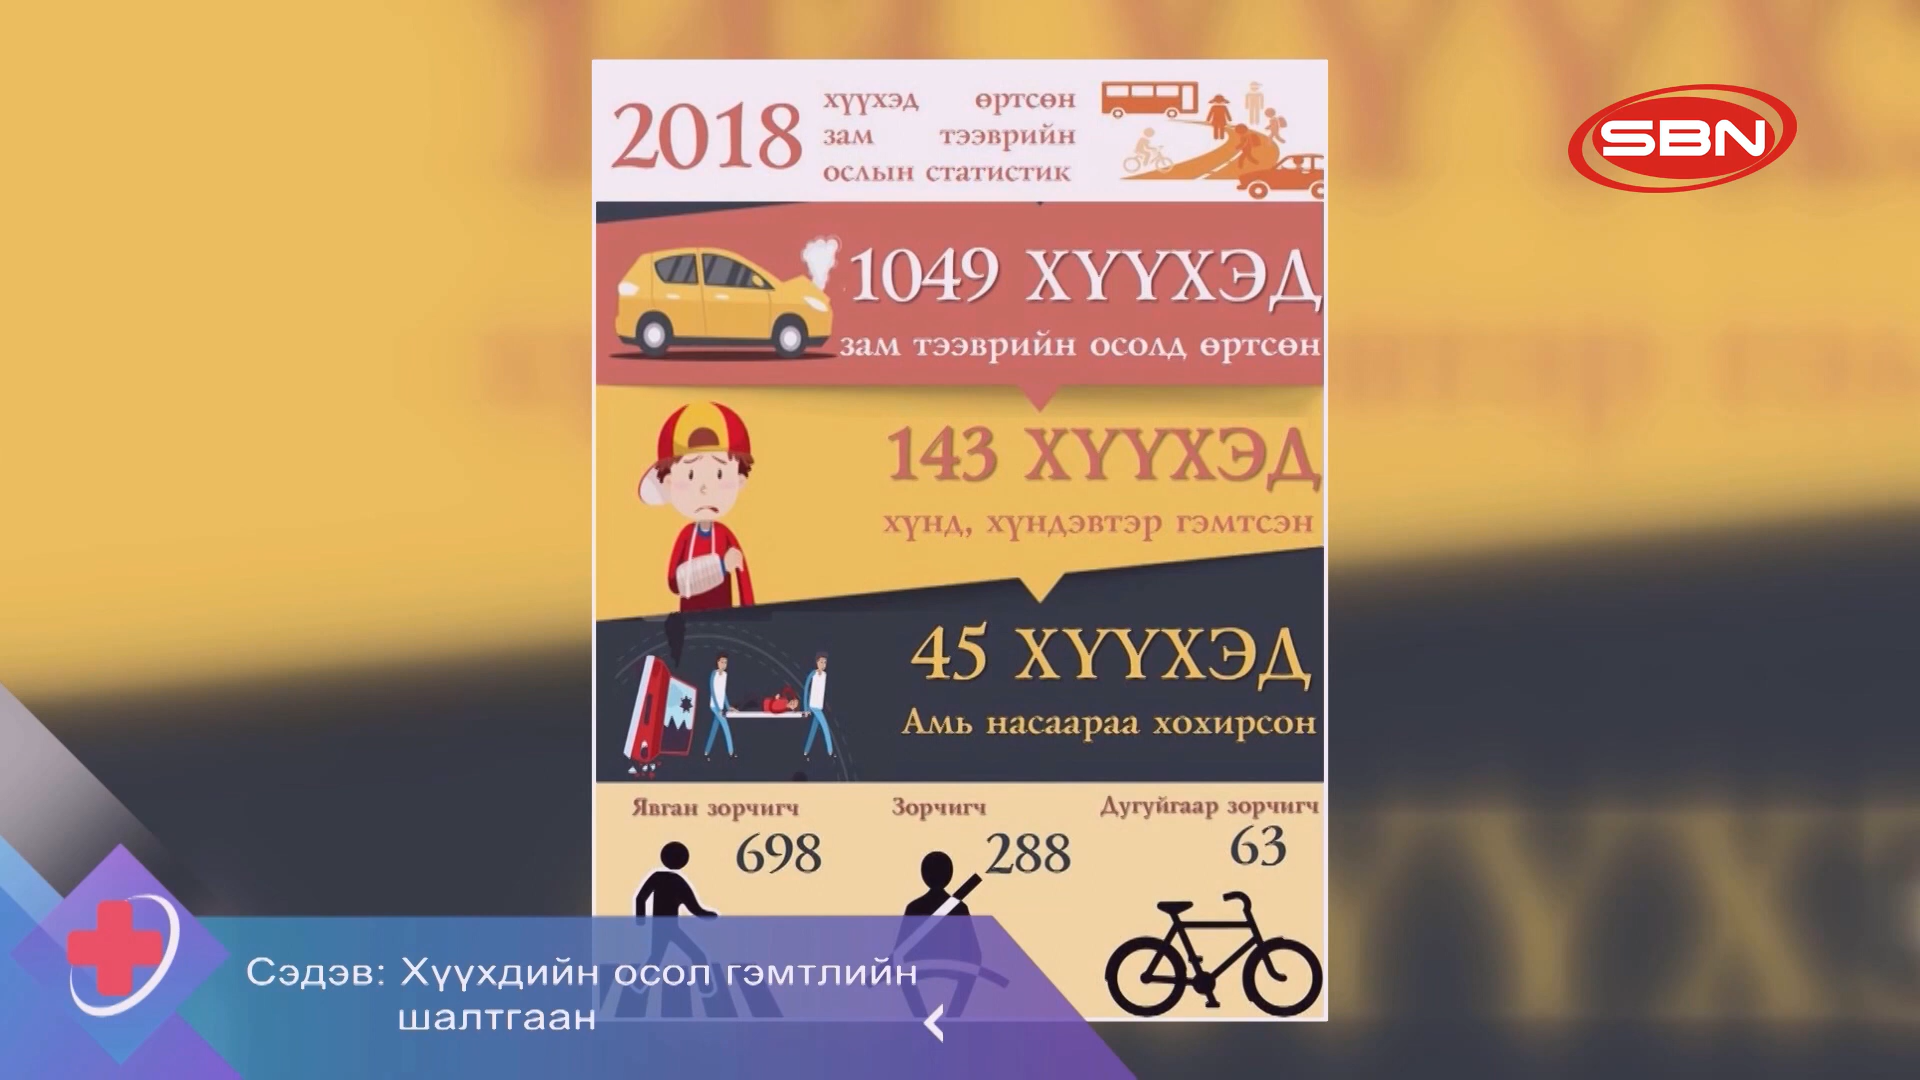 2018
хүүхэд өртсөн
зам тээврийн
ослын статистик
SBN
1049 ХҮҮХЭД
зам тээврийн осолд өртсөн
143 ХҮҮХЭД
хүнд, хүндэвтэр гэмтсэн
45 ХҮҮХЭД
Амь насаараа хохирсон
Явган зорчигч
698
Зорчигч
288
Дугуйгаар зорчигч
63
Сэдэв: Хүүхдийн осол гэмтлийн
шалтгаан